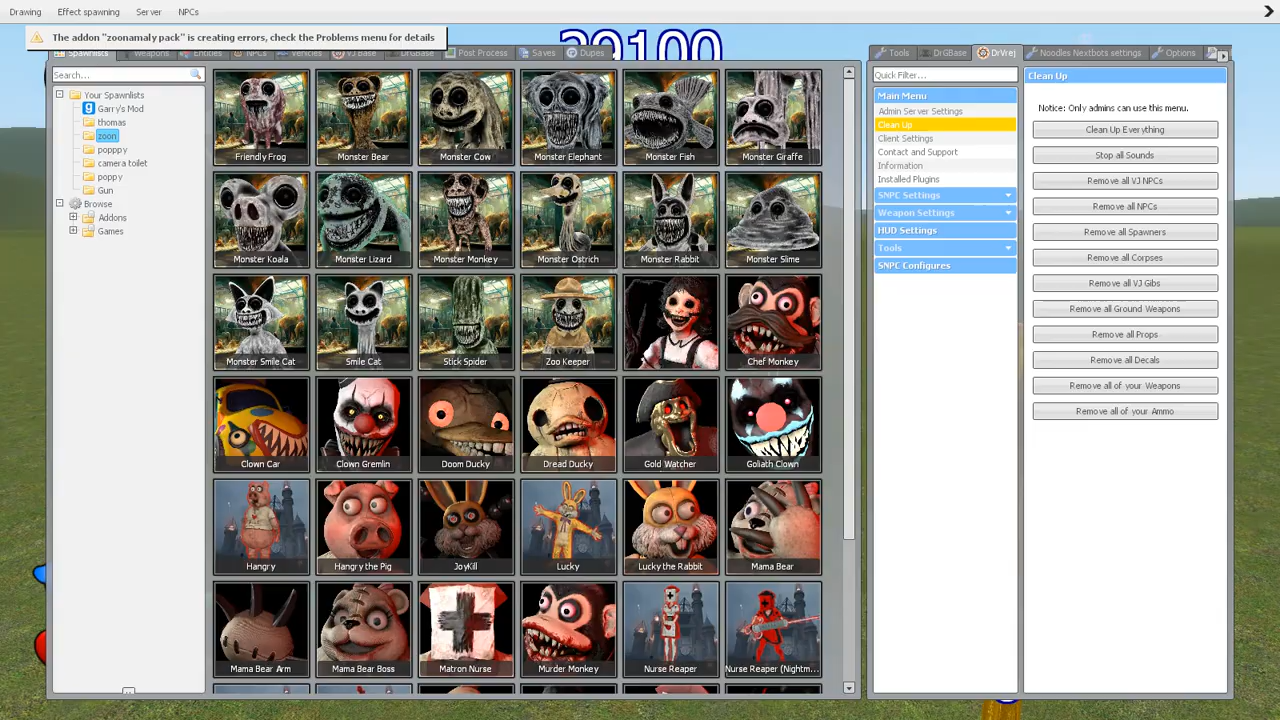 Drawing
Effect spawning
Server
NPCs
The addon "zoonamaly pack" is creating errors, check the Problems menu for details
20100
Spawnlists
Weapons
Entities
NPCs
Vehicles
VJ Base
DrGBase
Post Process
Saves
Dupes
Tools
DrGBase
DrVrej
Noodles Nextbots settings
Options
Search...
Your Spawnlists
Garry's Mod
thomas
zoon
popppy
camera toilet
poppy
Gun
Browse
Addons
Games
Friendly Frog
Monster Bear
Monster Cow
Monster Elephant
Monster Fish
Monster Giraffe
Monster Koala
Monster Lizard
Monster Monkey
Monster Ostrich
Monster Rabbit
Monster Slime
Monster Smile Cat
Smile Cat
Stick Spider
Zoo Keeper
Chef Monkey
Clown Car
Clown Gremlin
Doom Ducky
Dread Ducky
Gold Watcher
Goliath Clown
Hangry
Hangry the Pig
JoyKill
Lucky
Lucky the Rabbit
Mama Bear
Mama Bear Arm
Mama Bear Boss
Matron Nurse
Murder Monkey
Nurse Reaper
Nurse Reaper (Nightm...
Quick Filter...
Main Menu
Admin Server Settings
Clean Up
Client Settings
Contact and Support
Information
Installed Plugins
SNPC Settings
Weapon Settings
HUD Settings
Tools
SNPC Configures
Clean Up
Notice: Only admins can use this menu.
Clean Up Everything
Stop all Sounds
Remove all VJ NPCs
Remove all NPCs
Remove all Spawners
Remove all Corpses
Remove all VJ Gibs
Remove all Ground Weapons
Remove all Props
Remove all Decals
Remove all of your Weapons
Remove all of your Ammo